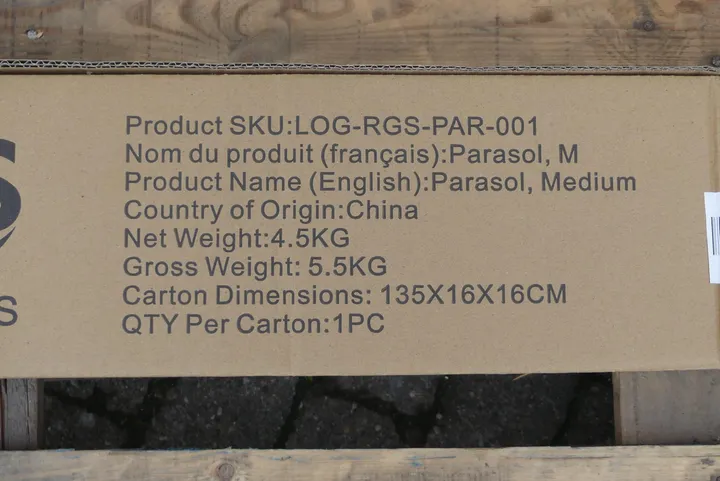 Product SKU:LOG-RGS-PAR-001
Nom du produit (français):Parasol, M
Product Name (English):Parasol, Medium
Country of Origin:China
Net Weight:4.5KG
Gross Weight: 5.5KG
Carton Dimensions: 135X16X16CM
QTY Per Carton:1PC